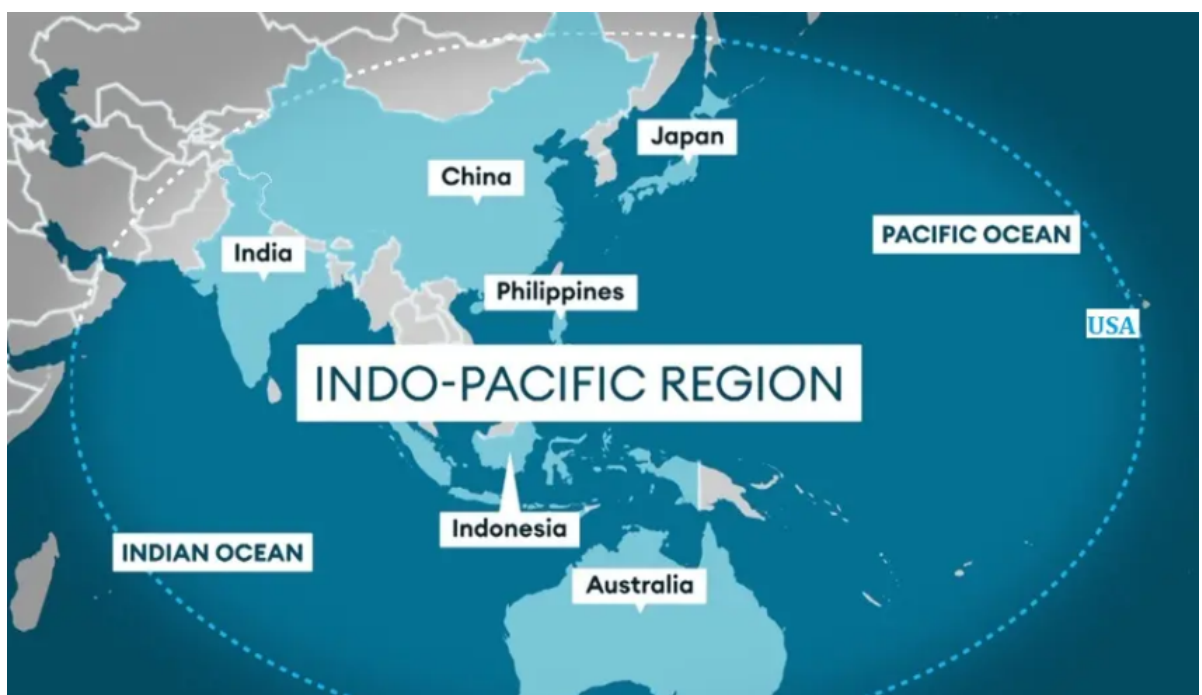 Japan
China
PACIFIC OCEAN
India
Philippines
USA
INDO-PACIFIC REGION
Indonesia
INDIAN OCEAN
Australia